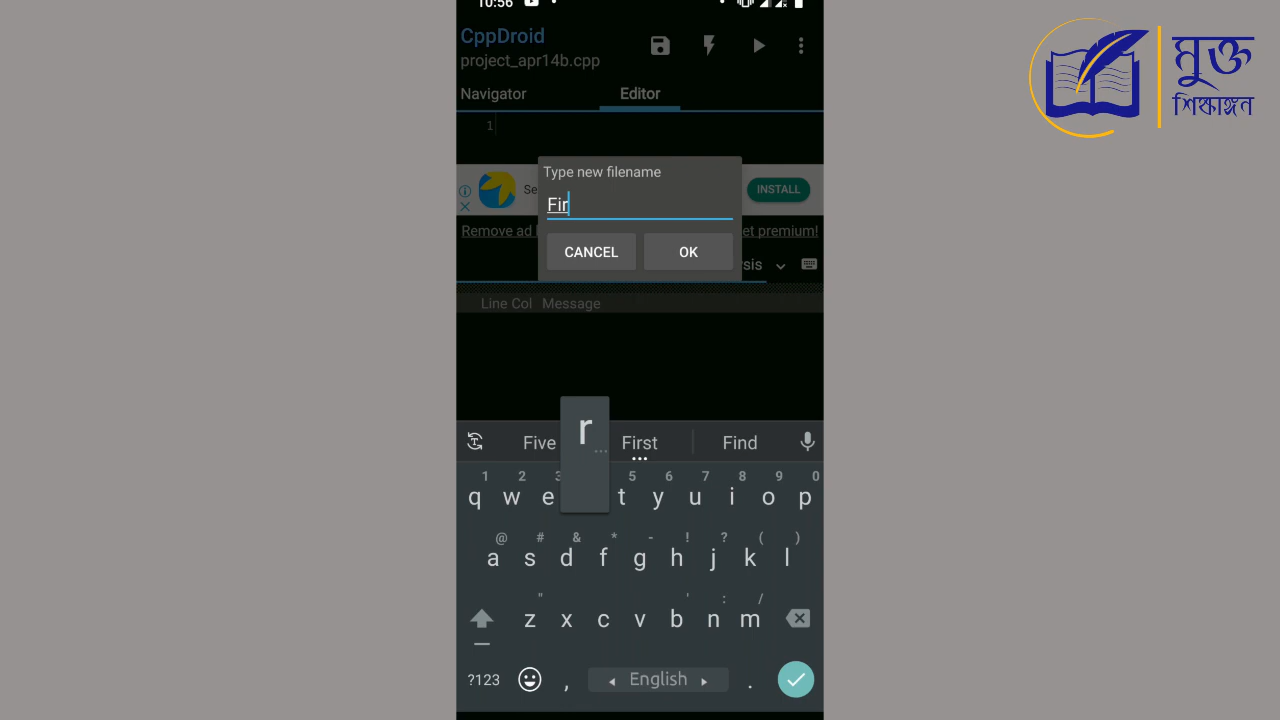 10:56
CppDroid
project_apr14b.cpp
Navigator Editor
1
Type new filename
Fir
Se INSTALL
CANCEL OK
Remove ad et premium!
sis
Line Col Message
r
Five First Find
1 2 3 5 6 7 8 9 0
q w e t y u i o p
@ # & * - ! ? ( )
a s d f g h j k l
" ' : /
z x c v b n m
?123 , English .
মুক্ত
শিক্ষাঙ্গন